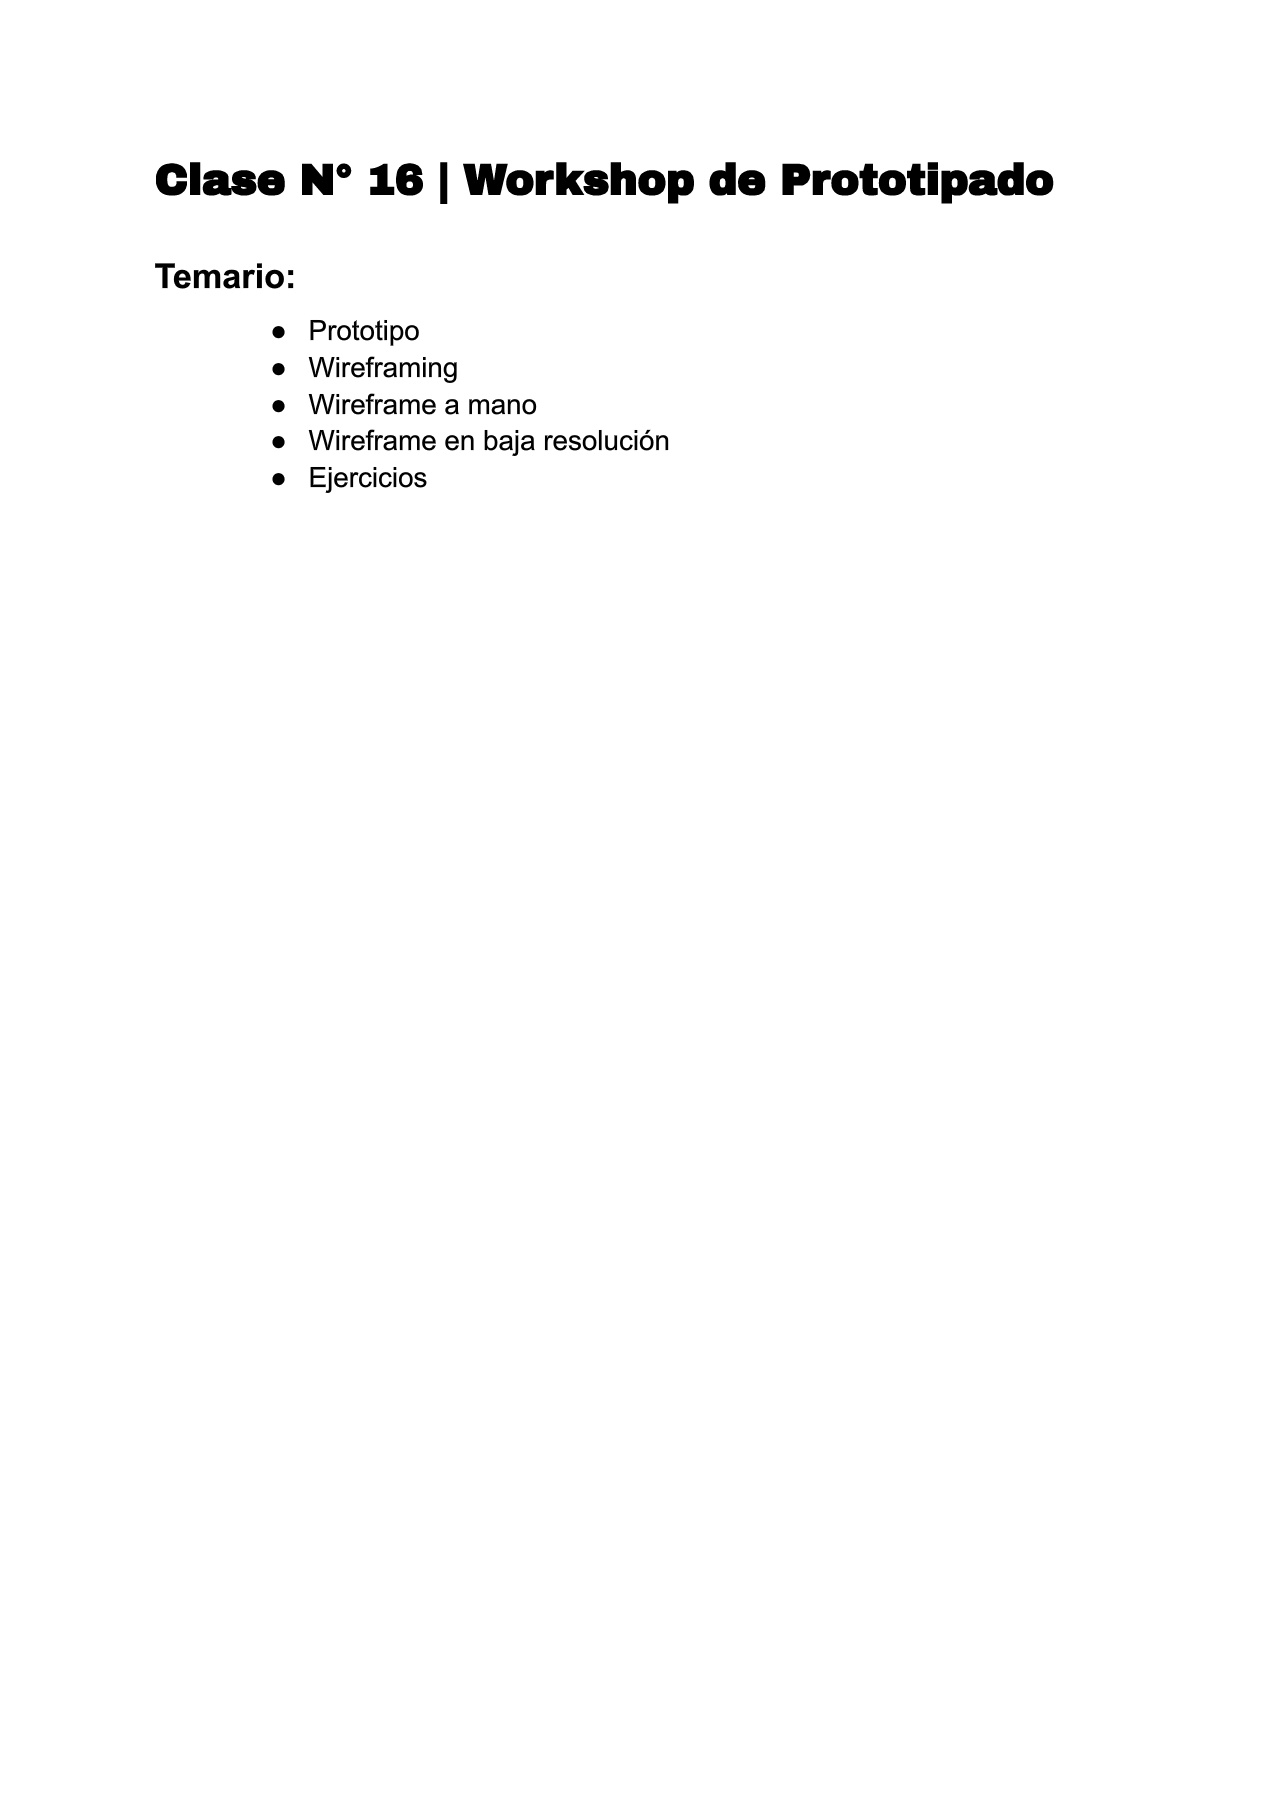 Clase N° 16 | Workshop de Prototipado
Temario:
● Prototipo
● Wireframing
● Wireframe a mano
● Wireframe en baja resolución
● Ejercicios